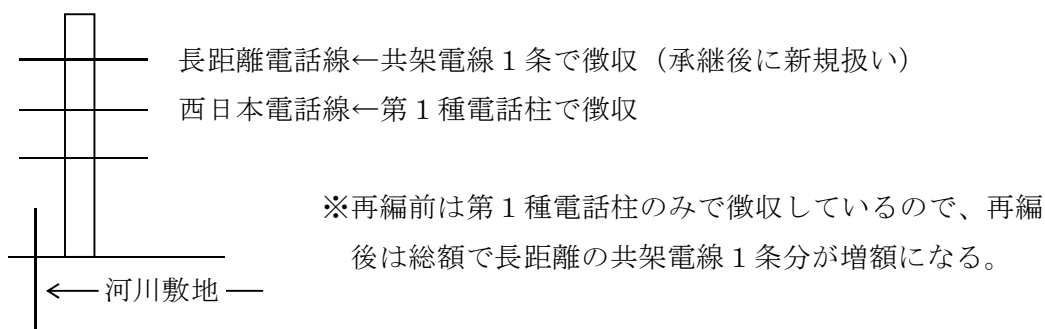 長距離電話線←共架電線1条で徴収（承継後に新規扱い）
西日本電話線←第1種電話柱で徴収
※再編前は第1種電話柱のみで徴収しているので、再編
後は総額で長距離の共架電線1条分が増額になる。
河川敷地